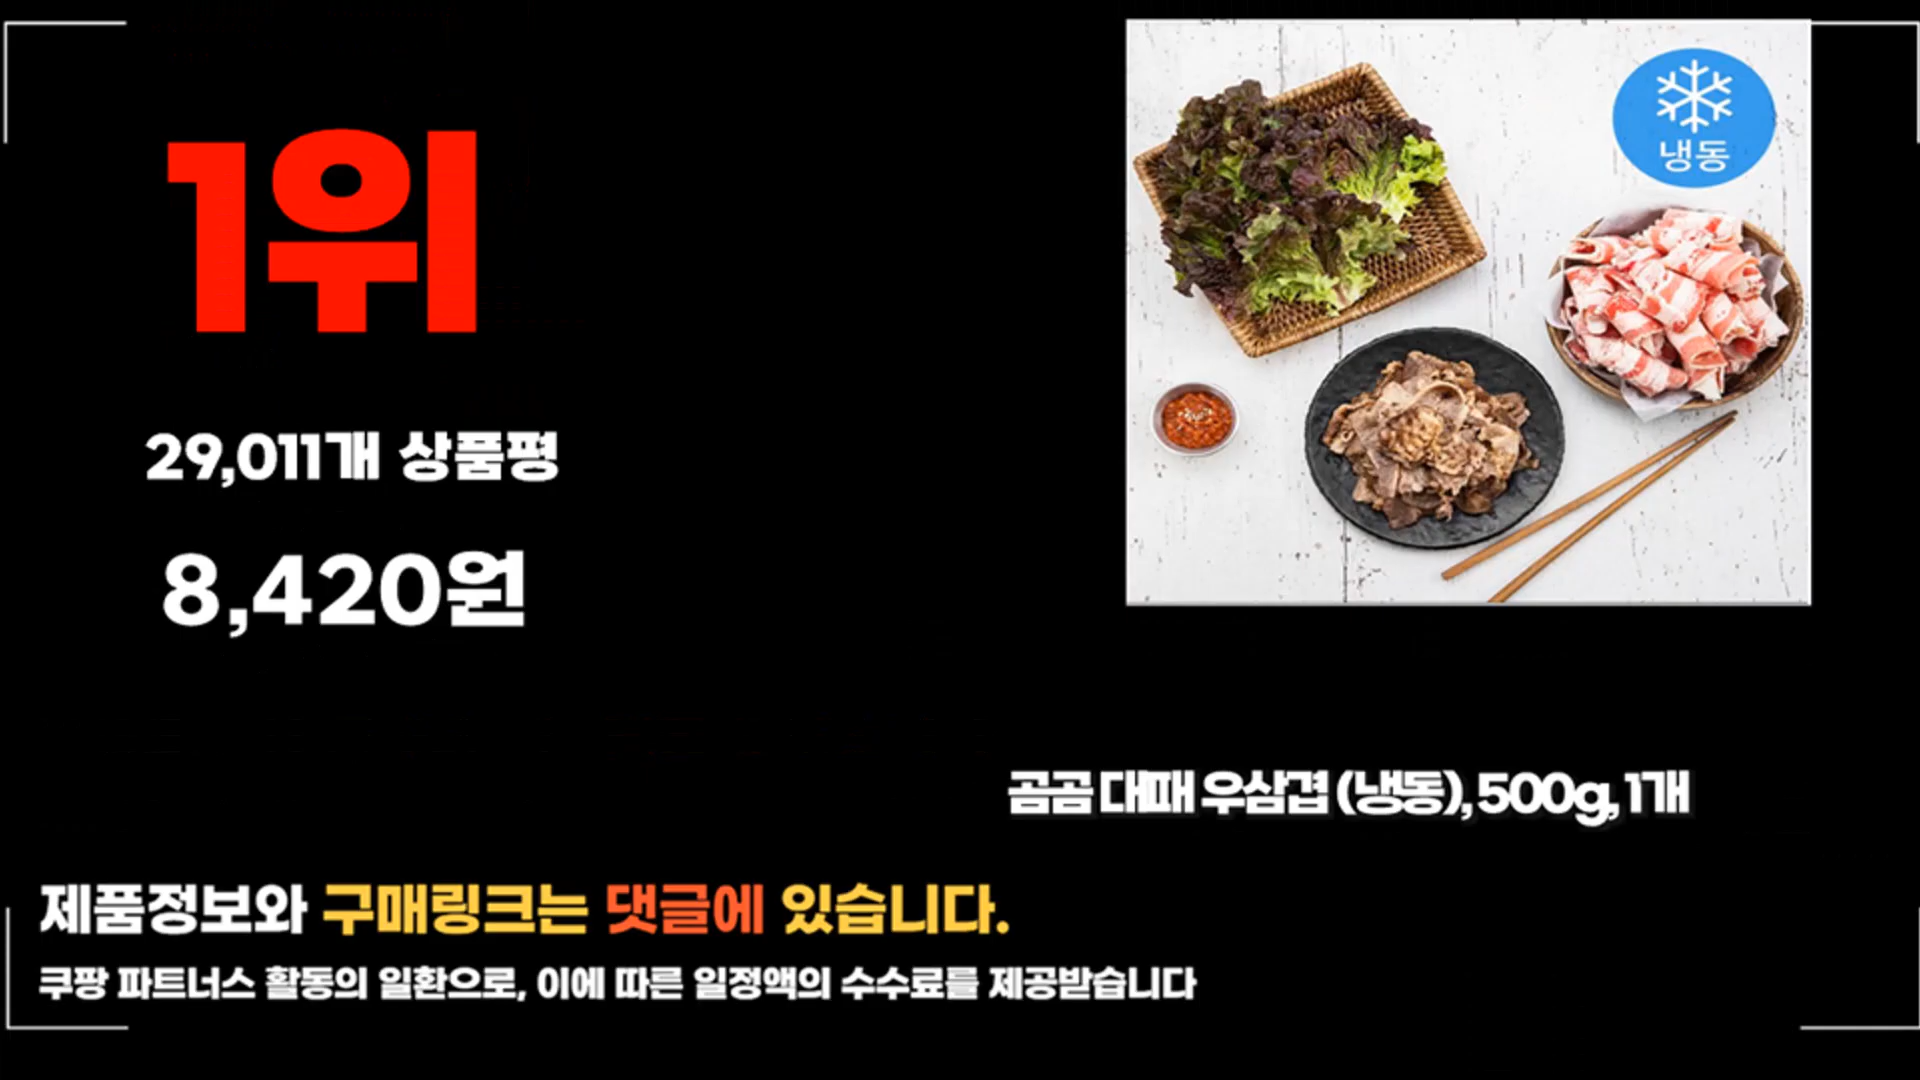 1위
냉동
29,011개 상품평
8,420원
곰곰 대패 우삼겹 (냉동), 500g, 1개
제품정보와 구매링크는 댓글에 있습니다.
쿠팡 파트너스 활동의 일환으로, 이에 따른 일정액의 수수료를 제공받습니다